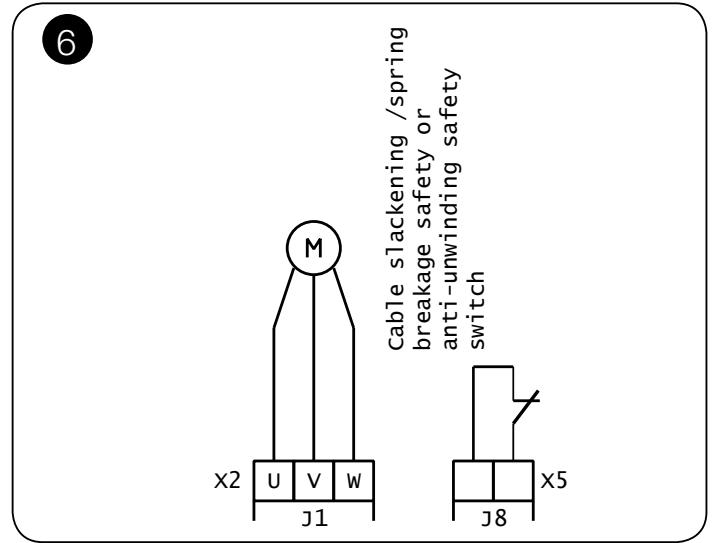 6
Cable slackening /spring
breakage safety or
anti-unwinding safety
switch
M
X2 U V W
J1
X5
J8